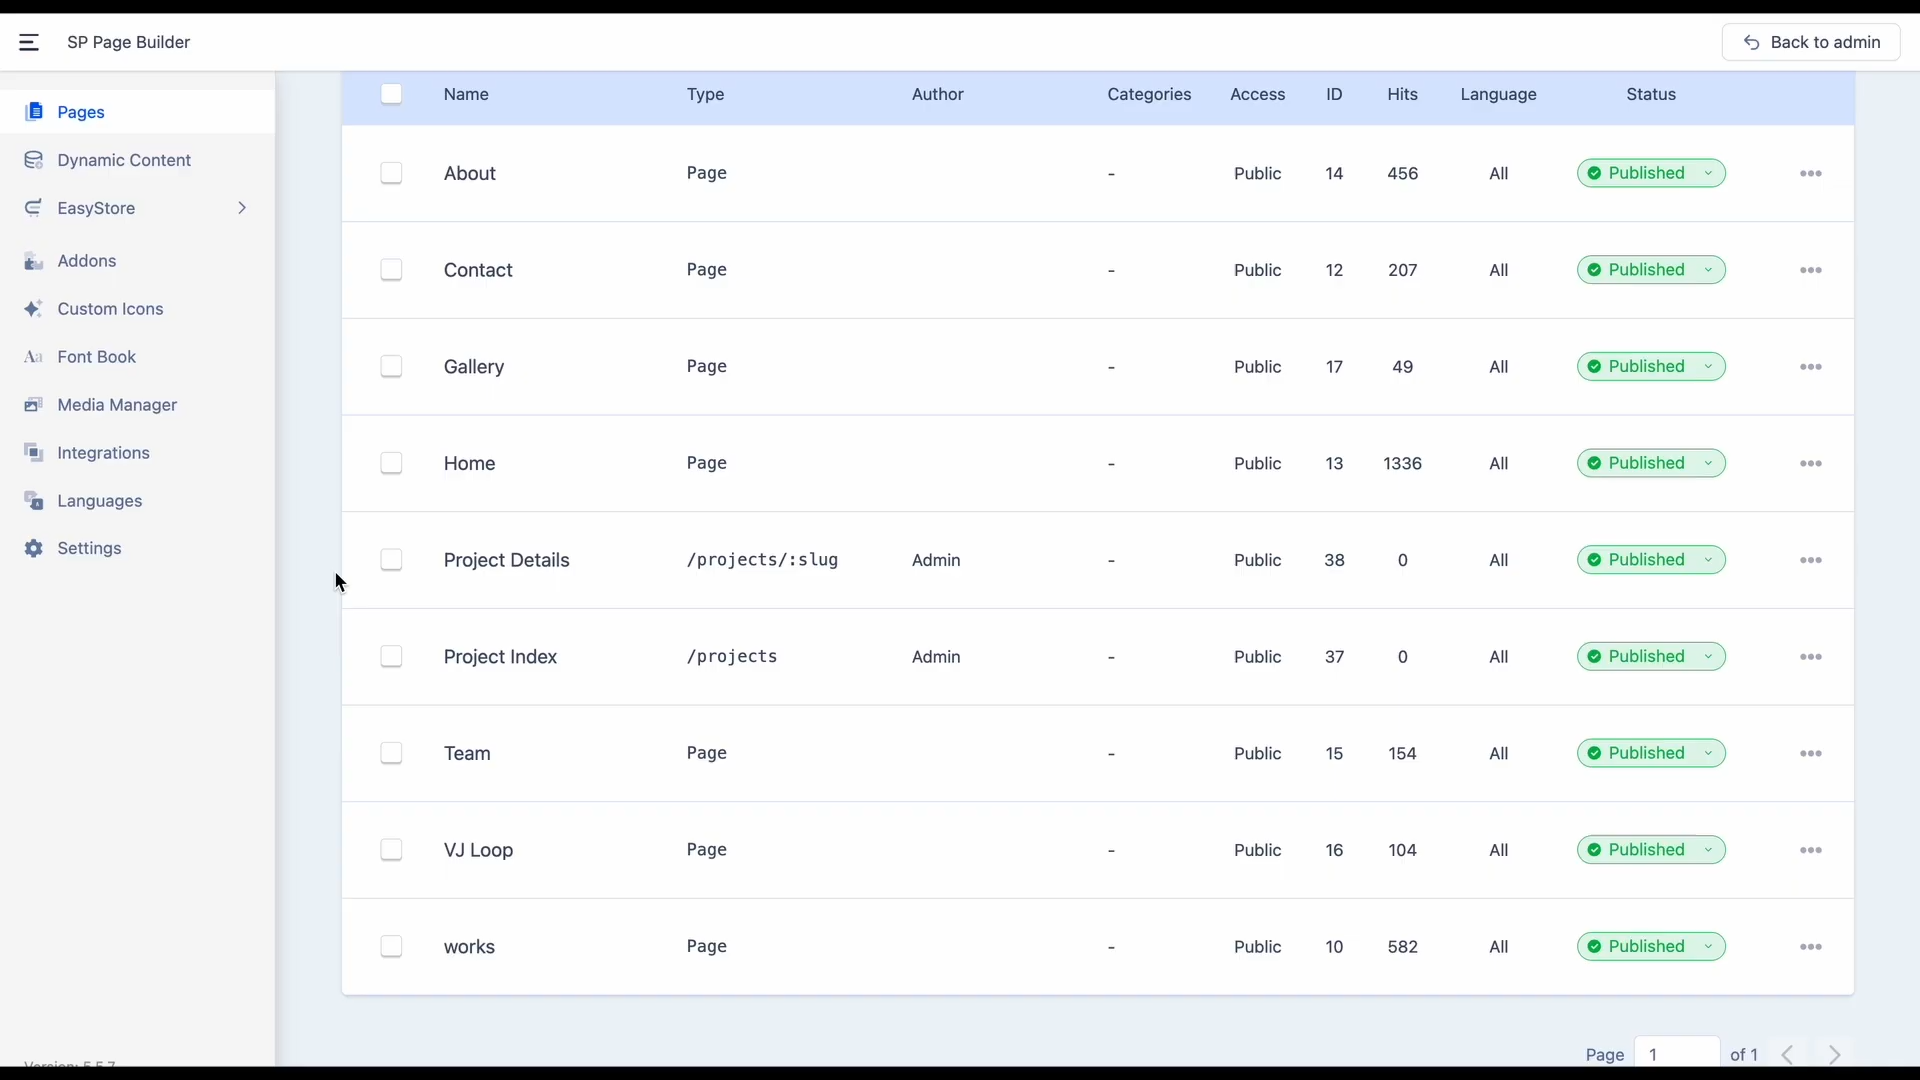 SP Page Builder
Back to admin
Pages
Dynamic Content
EasyStore
Addons
Custom Icons
Aa Font Book
Media Manager
Integrations
Languages
Settings
Version: 5.5.7
Name Type Author Categories Access ID Hits Language Status
About Page - Public 14 456 All Published
Contact Page - Public 12 207 All Published
Gallery Page - Public 17 49 All Published
Home Page - Public 13 1336 All Published
Project Details /projects/:slug Admin - Public 38 0 All Published
Project Index /projects Admin - Public 37 0 All Published
Team Page - Public 15 154 All Published
VJ Loop Page - Public 16 104 All Published
works Page - Public 10 582 All Published
Page 1 of 1